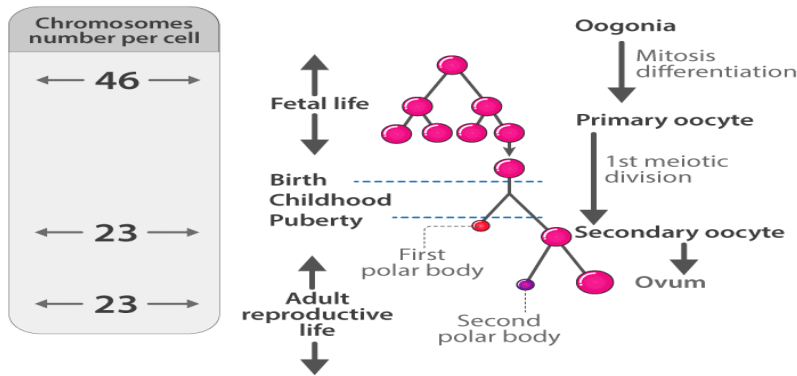 Chromosomes
number per cell
46
23
23
Fetal life
Birth
Childhood
Puberty
Adult
reproductive
life
First
polar body
Second
polar body
Oogonia
Mitosis
differentiation
Primary oocyte
1st meiotic
division
Secondary oocyte
Ovum